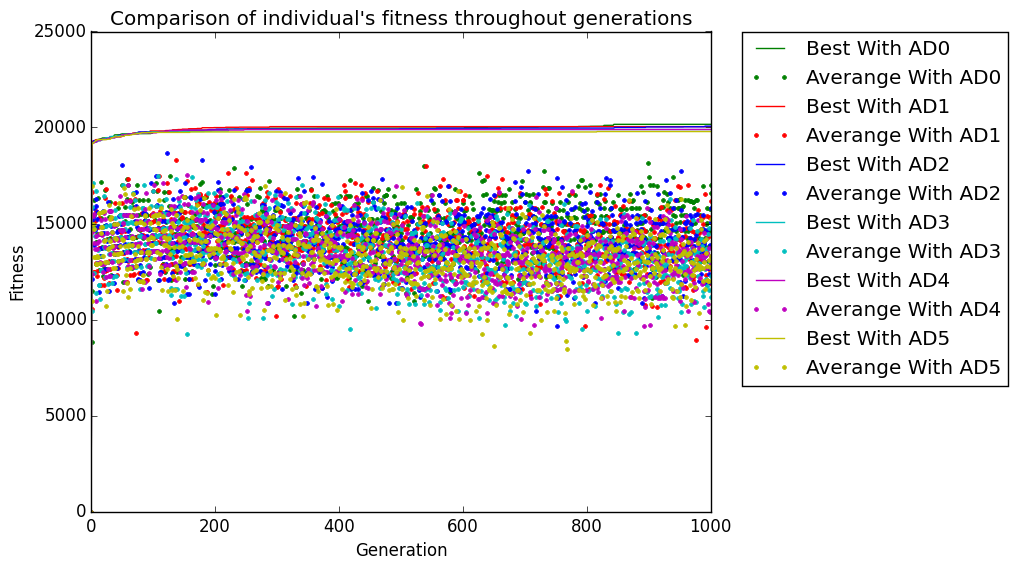 Comparison of individual's fitness throughout generations
25000
20000
15000
10000
5000
0
Fitness
0 200 400 600 800 1000
Generation
Best With AD0
Averange With AD0
Best With AD1
Averange With AD1
Best With AD2
Averange With AD2
Best With AD3
Averange With AD3
Best With AD4
Averange With AD4
Best With AD5
Averange With AD5